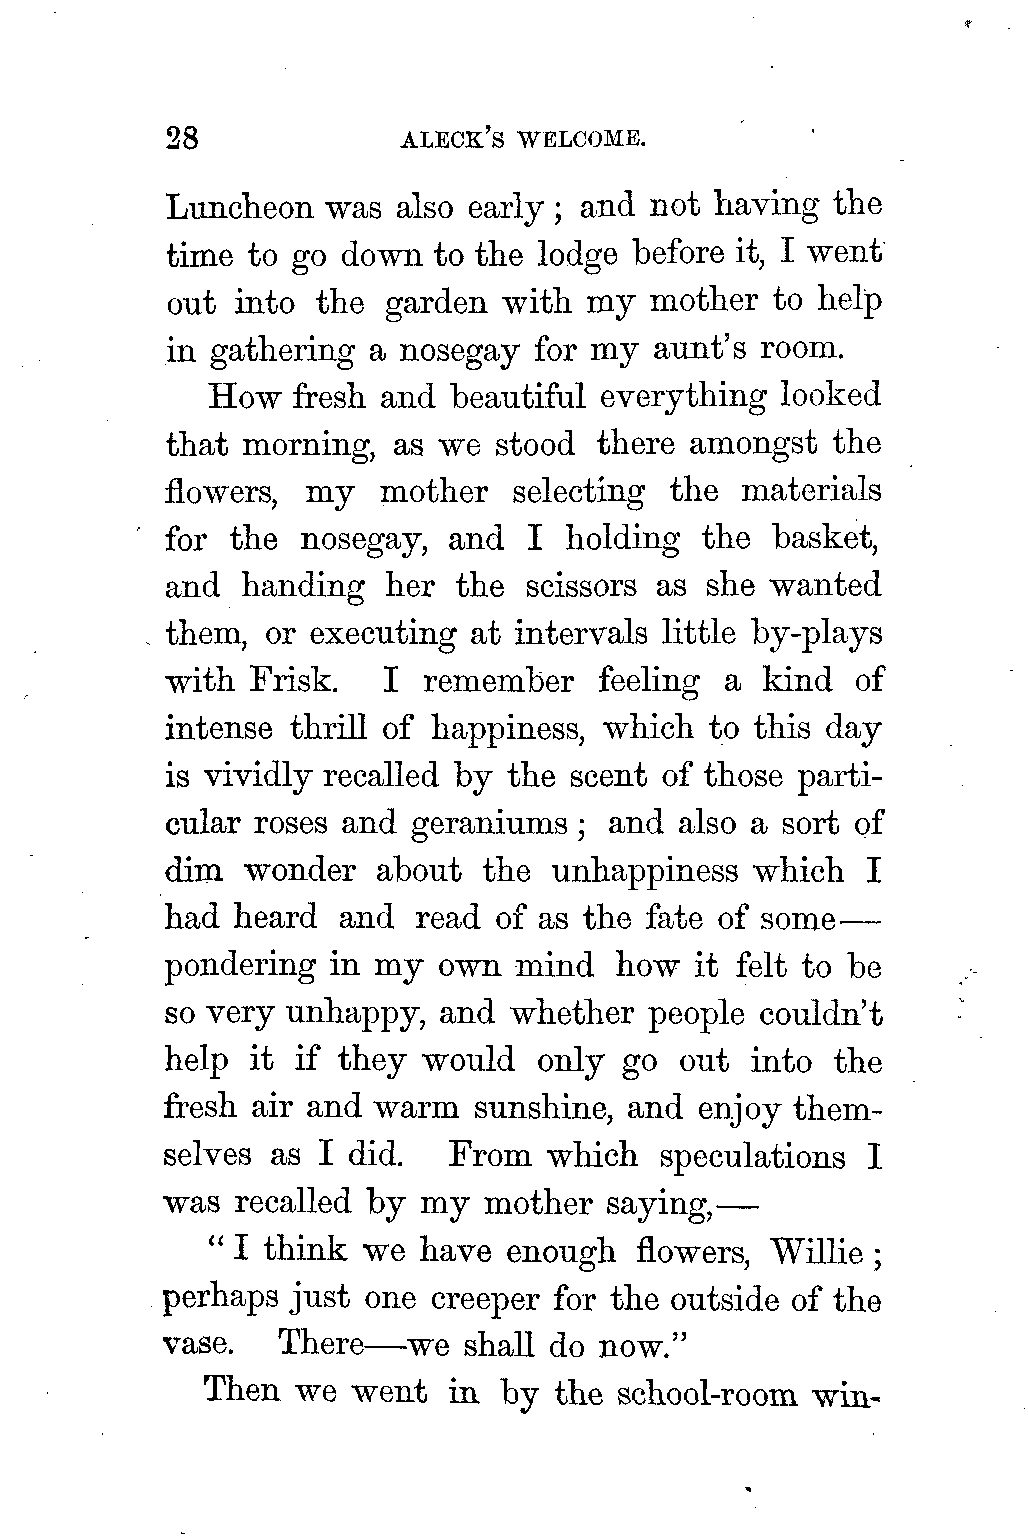 28 ALECK'S WELCOME.
Luncheon was also early; and not having the
time to go down to the lodge before it, I went
out into the garden with my mother to help
in gathering a nosegay for my aunt's room.
How fresh and beautiful everything looked
that morning, as we stood there amongst the
flowers, my mother selecting the materials
for the nosegay, and I holding the basket,
and handing her the scissors as she wanted
them, or executing at intervals little by-plays
with Frisk. I remember feeling a kind of
intense thrill of happiness, which to this day
is vividly recalled by the scent of those parti-
cular roses and geraniums; and also a sort of
dim wonder about the unhappiness which I
had heard and read of as the fate of some—
pondering in my own mind how it felt to be
so very unhappy, and whether people couldn't
help it if they would only go out into the
fresh air and warm sunshine, and enjoy them-
selves as I did. From which speculations I
was recalled by my mother saying,—
"I think we have enough flowers, Willie;
perhaps just one creeper for the outside of the
vase. There—we shall do now."
Then we went in by the school-room win-